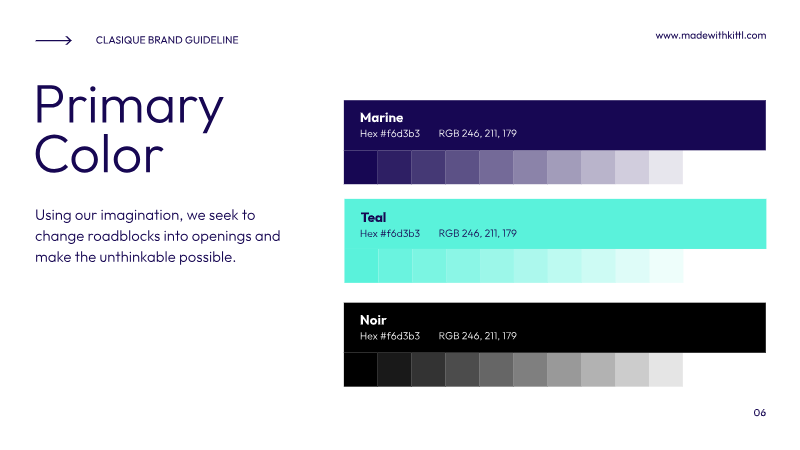 CLASIQUE BRAND GUIDELINE
www.madewithkittl.com
Primary
Color
Using our imagination, we seek to
change roadblocks into openings and
make the unthinkable possible.
Marine
Hex #f6d3b3 RGB 246, 211, 179
Teal
Hex #f6d3b3 RGB 246, 211, 179
Noir
Hex #f6d3b3 RGB 246, 211, 179
06